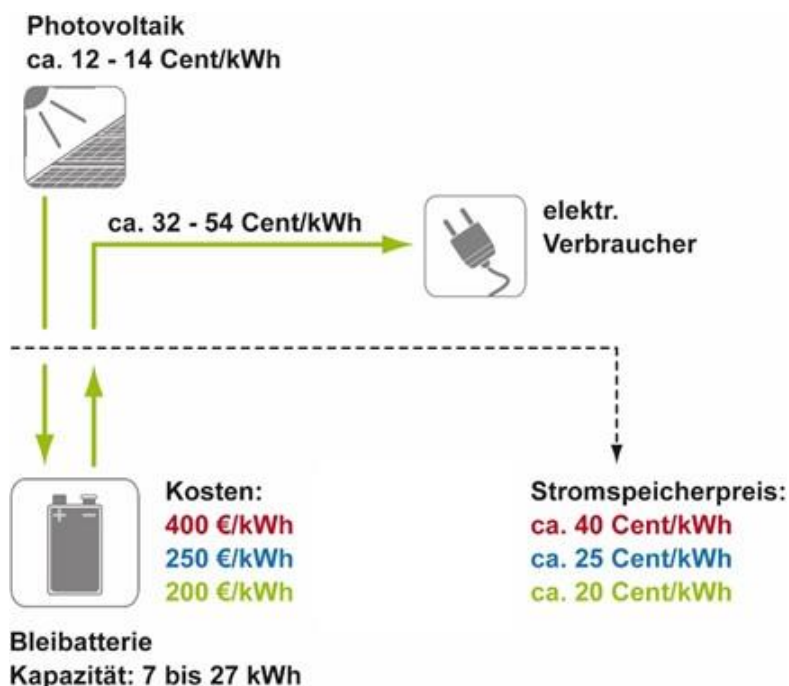 Photovoltaik
ca. 12 - 14 Cent/kWh
ca. 32 - 54 Cent/kWh
elektr.
Verbraucher
Kosten:
400 €/kWh
250 €/kWh
200 €/kWh
Stromspeicherpreis:
ca. 40 Cent/kWh
ca. 25 Cent/kWh
ca. 20 Cent/kWh
Bleibatterie
Kapazität: 7 bis 27 kWh